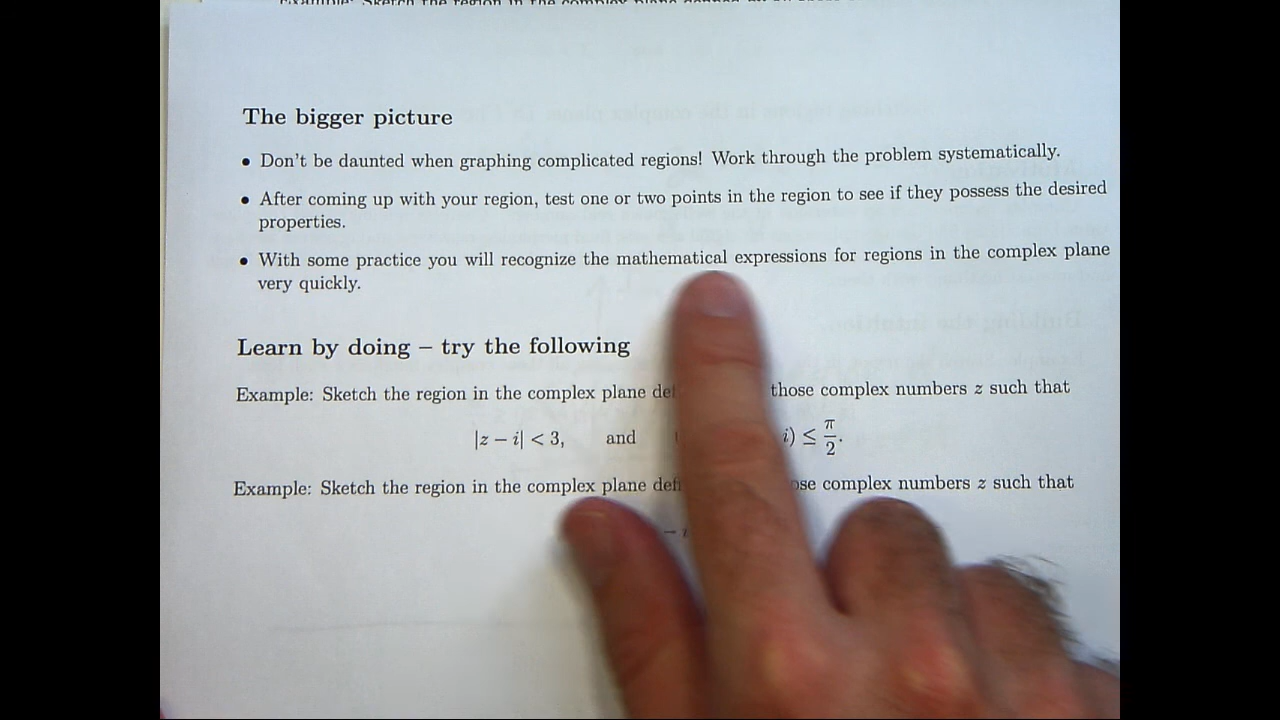 The bigger picture
• Don't be daunted when graphing complicated regions! Work through the problem systematically.
• After coming up with your region, test one or two points in the region to see if they possess the desired
properties.
• With some practice you will recognize the mathematical expressions for regions in the complex plane
very quickly.
Learn by doing – try the following
Example: Sketch the region in the complex plane those complex numbers z such that
|z − i| < 3, and i) ≤ π/2.
Example: Sketch the region in the complex plane complex numbers z such that